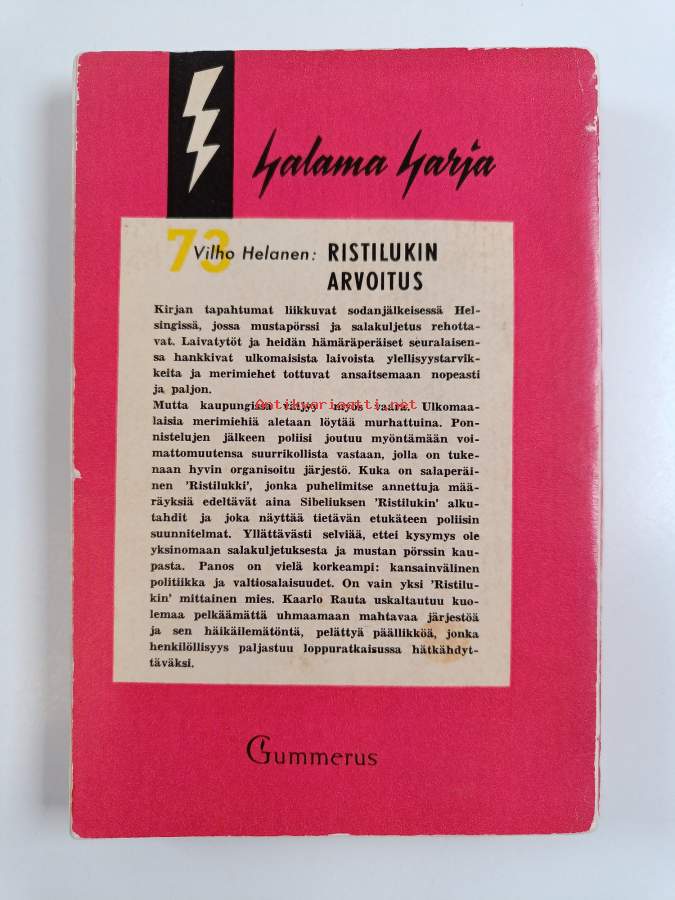 Salama Sarja
73 Vilho Helanen: RISTILUKIN
ARVOITUS
Kirjan tapahtumat liikkuvat sodanjälkeisessä Hel-
singissä, jossa mustapörssi ja salakuljetus rehotta-
vat. Laivatytöt ja heidän hämäräperäiset seuralaisen-
sa hankkivat ulkomaisista laivoista ylellisyystarvik-
keita ja merimiehet tottuvat ansaitsemaan nopeasti
ja paljon.
Mutta kaupungissa väijyy myös vaara. Ulkomaa-
Antikvariaatti.net
laisia merimiehiä aletaan löytää murhattuina. Pon-
nistelujen jälkeen poliisi joutuu myöntämään voi-
mattomuutensa suurrikollista vastaan, jolla on tuke-
naan hyvin organisoitu järjestö. Kuka on salaperäi-
nen 'Ristilukki', jonka puhelimitse annettuja mää-
räyksiä edeltävät aina Sibeliuksen 'Ristilukin' alku-
tahdit ja joka näyttää tietävän etukäteen poliisin
suunnitelmat. Yllättävästi selviää, ettei kysymys ole
yksinomaan salakuljetuksesta ja mustan pörssin kau-
pasta. Panos on vielä korkeampi: kansainvälinen
politiikka ja valtiosalaisuudet. On vain yksi 'Ristilu-
kin' mittainen mies. Kaarlo Rauta uskaltautuu kuo-
lemaa pelkäämättä uhmaamaan mahtavaa järjestöä
ja sen häikäilemätöntä, pelättyä päällikköä, jonka
henkilöllisyys paljastuu loppuratkaisussa hätkähdyt-
täväksi.
Gummerus